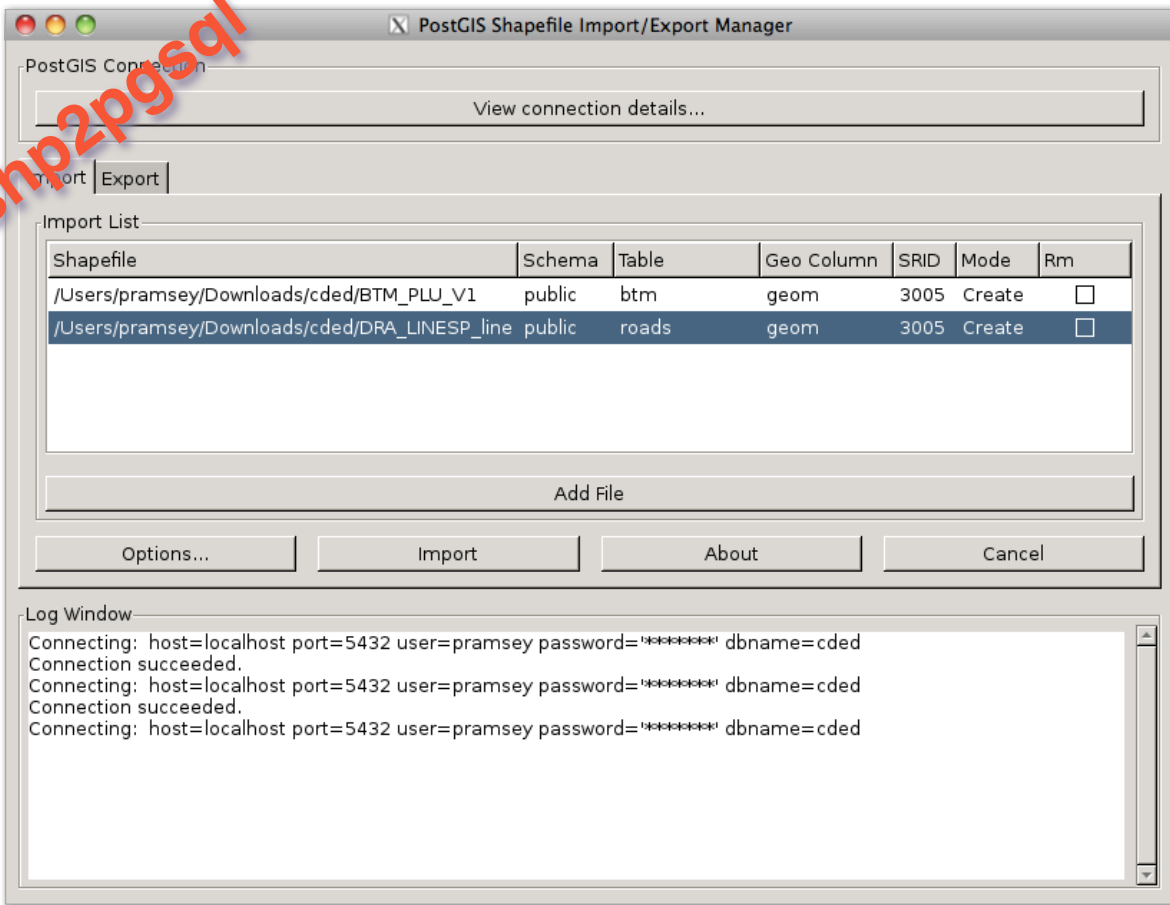 X PostGIS Shapefile Import/Export Manager
hp2pgsql
PostGIS Connection
View connection details...
Import Export
Import List
Shapefile Schema Table Geo Column SRID Mode Rm
/Users/pramsey/Downloads/cded/BTM_PLU_V1 public btm geom 3005 Create
/Users/pramsey/Downloads/cded/DRA_LINESP_line public roads geom 3005 Create
Add File
Options... Import About Cancel
Log Window
Connecting: host=localhost port=5432 user=pramsey password='*******' dbname=cded
Connection succeeded.
Connecting: host=localhost port=5432 user=pramsey password='*******' dbname=cded
Connection succeeded.
Connecting: host=localhost port=5432 user=pramsey password='*******' dbname=cded